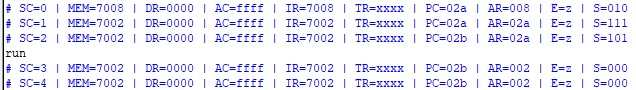 # SC=0 | MEM=7008 | DR=0000 | AC=ffff | IR=7008 | TR=xxxx | PC=02a | AR=008 | E=z | S=010
# SC=1 | MEM=7002 | DR=0000 | AC=ffff | IR=7008 | TR=xxxx | PC=02a | AR=02a | E=z | S=111
# SC=2 | MEM=7002 | DR=0000 | AC=ffff | IR=7002 | TR=xxxx | PC=02b | AR=02a | E=z | S=101
run
# SC=3 | MEM=7002 | DR=0000 | AC=ffff | IR=7002 | TR=xxxx | PC=02b | AR=002 | E=z | S=000
# SC=4 | MEM=7002 | DR=0000 | AC=ffff | IR=7002 | TR=xxxx | PC=02b | AR=002 | E=z | S=000